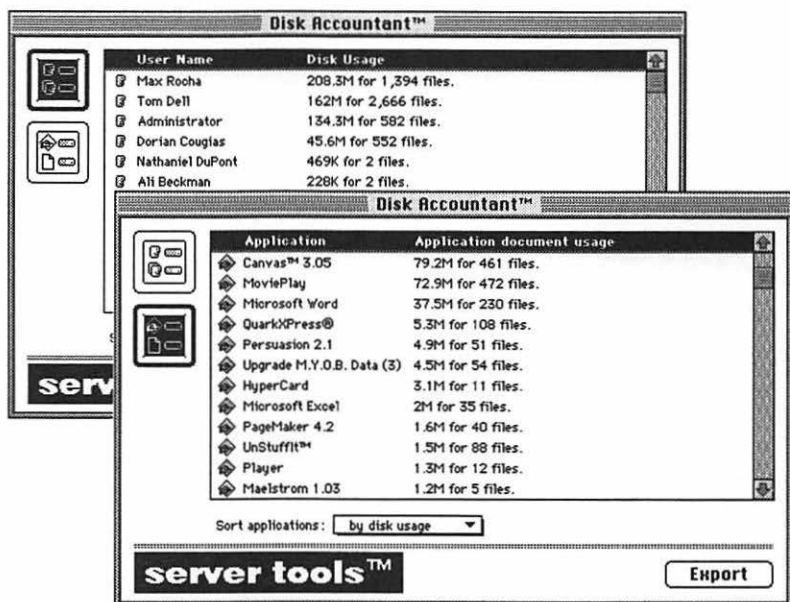 Disk Accountant™
User Name Disk Usage
Max Rocha 208.3M for 1,394 files.
Tom Dell 162M for 2,666 files.
Administrator 134.3M for 582 files.
Dorian Cougias 45.6M for 552 files.
Nathaniel DuPont 469K for 2 files.
Ali Beckman 228K for 2 files.
serv
Disk Accountant™
Application Application document usage
Canvas™ 3.05 79.2M for 461 files.
MoviePlay 72.9M for 472 files.
Microsoft Word 37.5M for 230 files.
QuarkXPress® 5.3M for 108 files.
Persuasion 2.1 4.9M for 51 files.
Upgrade M.Y.O.B. Data (3) 4.5M for 54 files.
HyperCard 3.1M for 11 files.
Microsoft Excel 2M for 35 files.
PageMaker 4.2 1.6M for 40 files.
UnStuffIt™ 1.5M for 88 files.
Player 1.3M for 12 files.
Maelstrom 1.03 1.2M for 5 files.
Sort applications: by disk usage
server tools™
Export